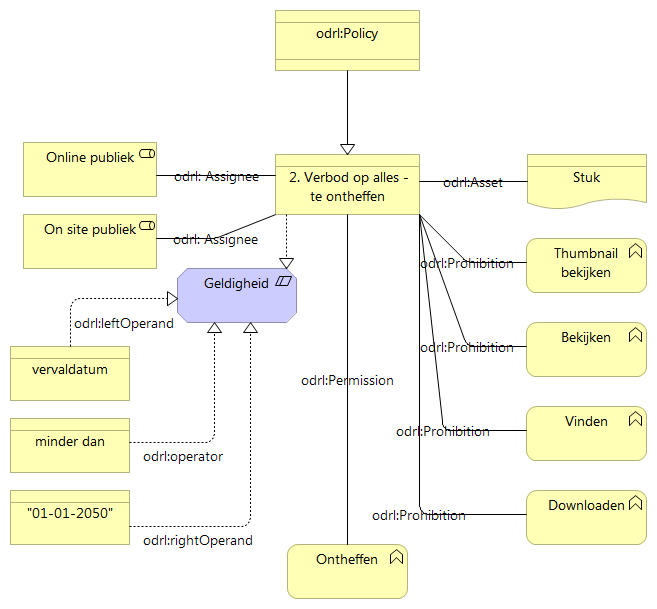 odrl:Policy
Online publiek
odrl: Assignee
2. Verbod op alles -
te ontheffen
odrl:Asset
Stuk
On site publiek
odrl: Assignee
Thumbnail
bekijken
odrl:Prohibition
Geldigheid
odrl:leftOperand
Bekijken
odrl:Prohibition
vervaldatum
odrl:Permission
Vinden
odrl:Prohibition
minder dan
odrl:operator
Downloaden
odrl:Prohibition
"01-01-2050"
odrl:rightOperand
Ontheffen